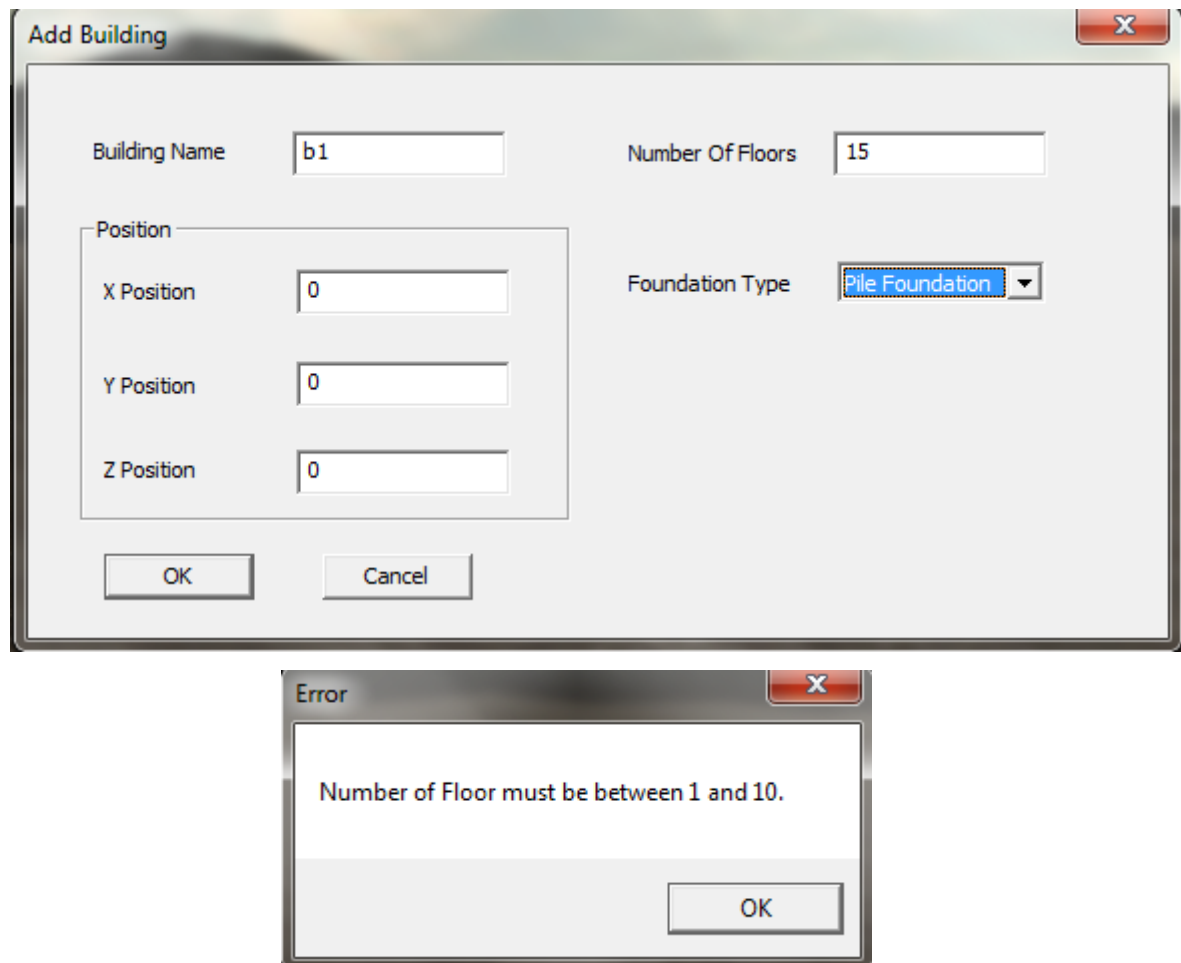 Add Building
Building Name b1 Number Of Floors 15
Position
X Position 0 Foundation Type Pile Foundation
Y Position 0
Z Position 0
OK Cancel
Error
Number of Floor must be between 1 and 10.
OK